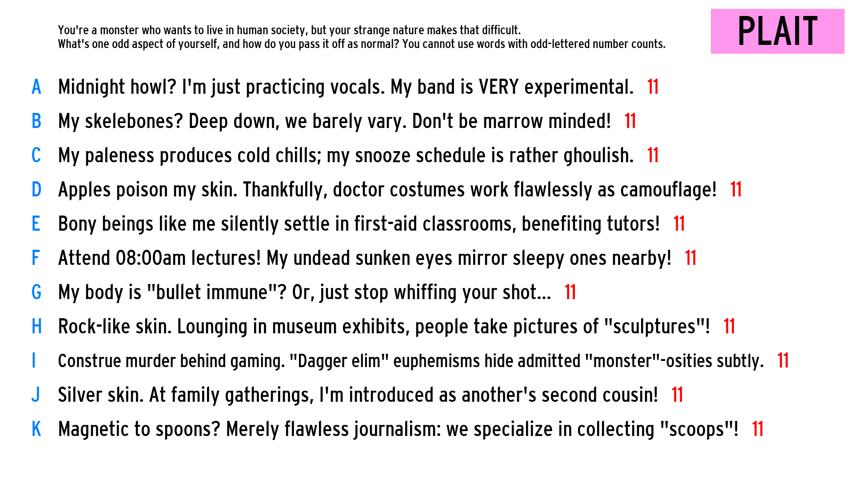 You're a monster who wants to live in human society, but your strange nature makes that difficult.
What's one odd aspect of yourself, and how do you pass it off as normal? You cannot use words with odd-lettered number counts.
PLAIT
A Midnight howl? I'm just practicing vocals. My band is VERY experimental. 11
B My skelebones? Deep down, we barely vary. Don't be marrow minded! 11
C My paleness produces cold chills; my snooze schedule is rather ghoulish. 11
D Apples poison my skin. Thankfully, doctor costumes work flawlessly as camouflage! 11
E Bony beings like me silently settle in first-aid classrooms, benefiting tutors! 11
F Attend 08:00am lectures! My undead sunken eyes mirror sleepy ones nearby! 11
G My body is "bullet immune"? Or, just stop whiffing your shot... 11
H Rock-like skin. Lounging in museum exhibits, people take pictures of "sculptures"! 11
I Construe murder behind gaming. "Dagger elim" euphemisms hide admitted "monster"-osities subtly. 11
J Silver skin. At family gatherings, I'm introduced as another's second cousin! 11
K Magnetic to spoons? Merely flawless journalism: we specialize in collecting "scoops"! 11